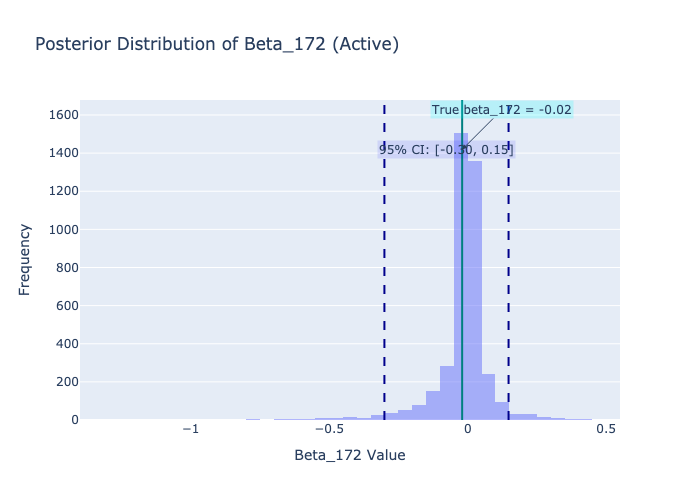 Posterior Distribution of Beta_172 (Active)
True beta_172 = -0.02
95% CI: [-0.30, 0.15]
1600
1400
1200
1000
800
600
400
200
0
Frequency
−1
−0.5
0
0.5
Beta_172 Value